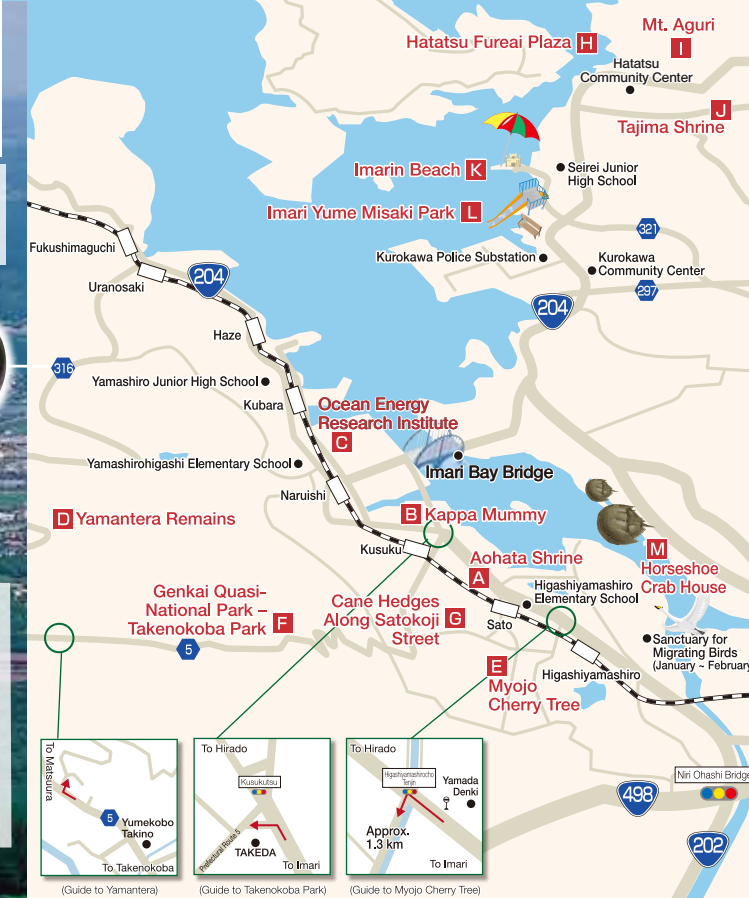 Mt. Aguri
I
Hatatsu Fureai Plaza H
Hatatsu
Community Center
J
Tajima Shrine
Imarin Beach K
Seirei Junior
High School
Imari Yume Misaki Park L
321
Fukushimaguchi
Kurokawa Police Substation
Kurokawa
Community Center
Uranosaki
204
297
204
Haze
316
Yamashiro Junior High School
Kubara
Ocean Energy
Research Institute
C
Yamashirohigashi Elementary School
Imari Bay Bridge
Naruishi
D Yamantera Remains
B Kappa Mummy
Kusuku
M
Horseshoe
Crab House
Aohata Shrine
A
Higashiyamashiro
Elementary School
Genkai Quasi-
National Park –
Takenokoba Park F
Cane Hedges
Along Satokoji
Street
G
Sato
5
Sanctuary for
Migrating Birds
(January ~ February
E
Myojo
Cherry Tree
Higashiyamashiro
To Matsuura
5
Yumekobo
Takino
To Takenokoba
(Guide to Yamantera)
To Hirado
Kusukutsu
Prefectural Route 5
TAKEDA
To Imari
(Guide to Takenokoba Park)
To Hirado
Higashiyamashirocho
Tenjin
Yamada
Denki
Approx.
1.3 km
To Imari
(Guide to Myojo Cherry Tree)
498
Niri Ohashi Bridge
202